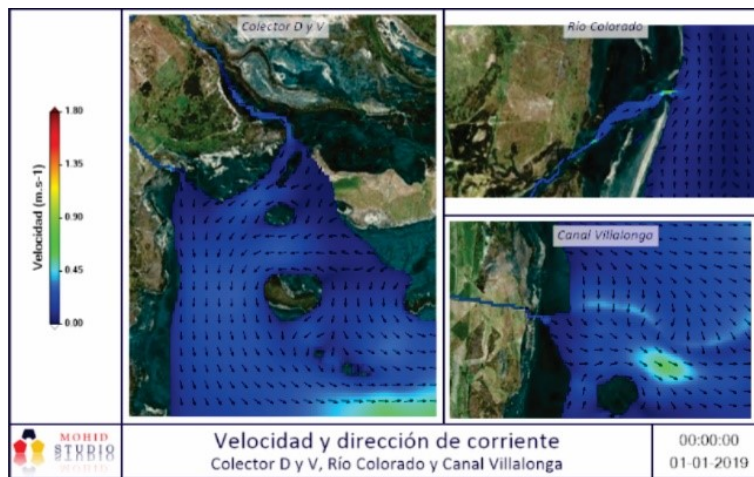 Colector D y V
Río Colorado
Canal Villalongo
1.80
1.35
0.90
0.45
0.00
Velocidad (m.s-1)
MOHID
STUDIO
Velocidad y dirección de corriente
Colector D y V, Río Colorado y Canal Villalonga
00:00:00
01-01-2019